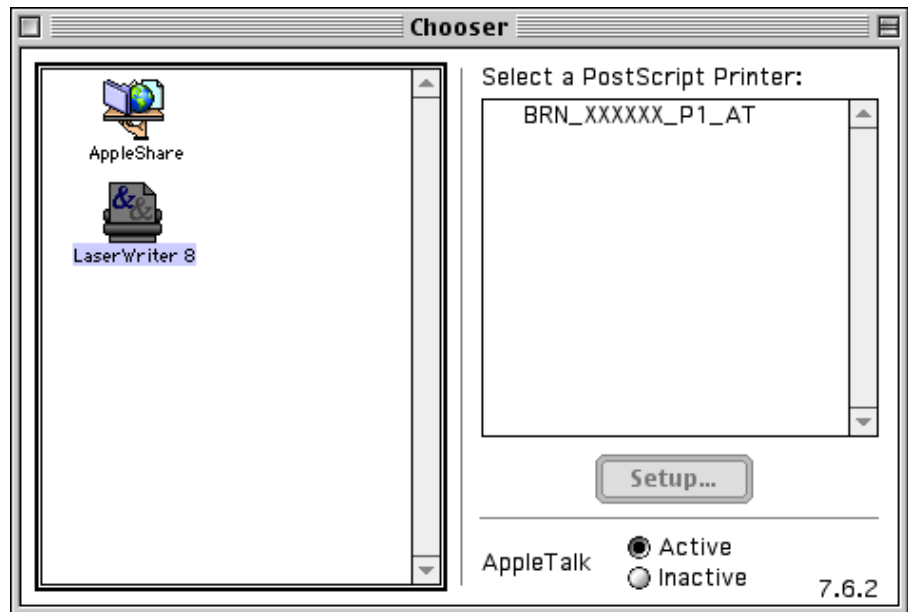 Chooser
AppleShare
LaserWriter 8
Select a PostScript Printer:
BRN_XXXXXX_P1_AT
Setup...
AppleTalk
Active
Inactive
7.6.2